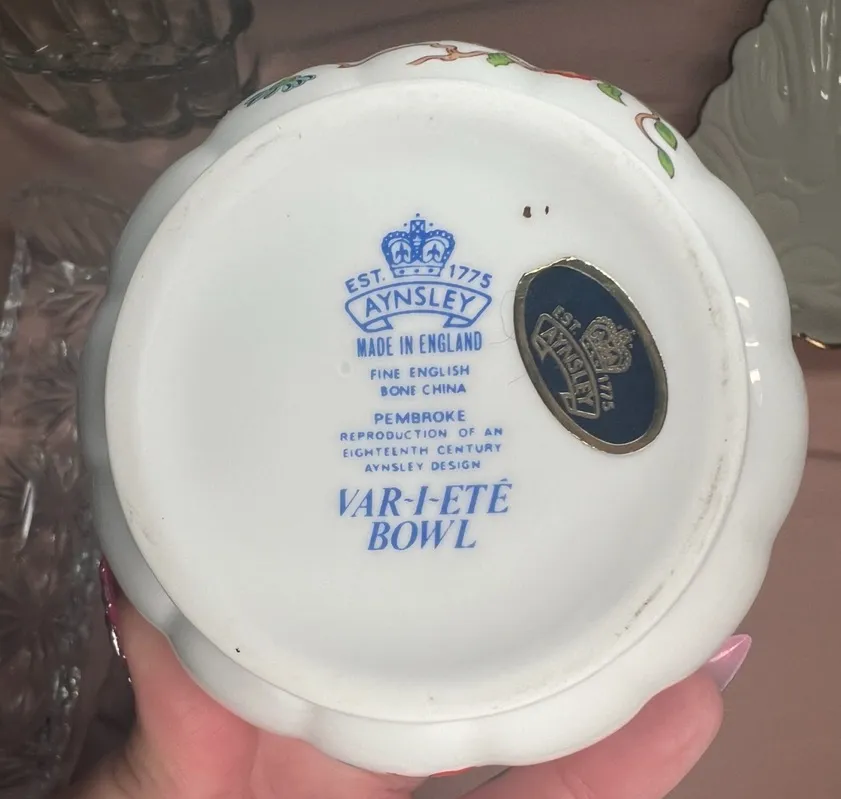 EST. 1775
AYNSLEY
MADE IN ENGLAND
FINE ENGLISH
BONE CHINA
PEMBROKE
REPRODUCTION OF AN
EIGHTEENTH CENTURY
AYNSLEY DESIGN
VAR-I-ETÊ
BOWL
EST. 1775
AYNSLEY